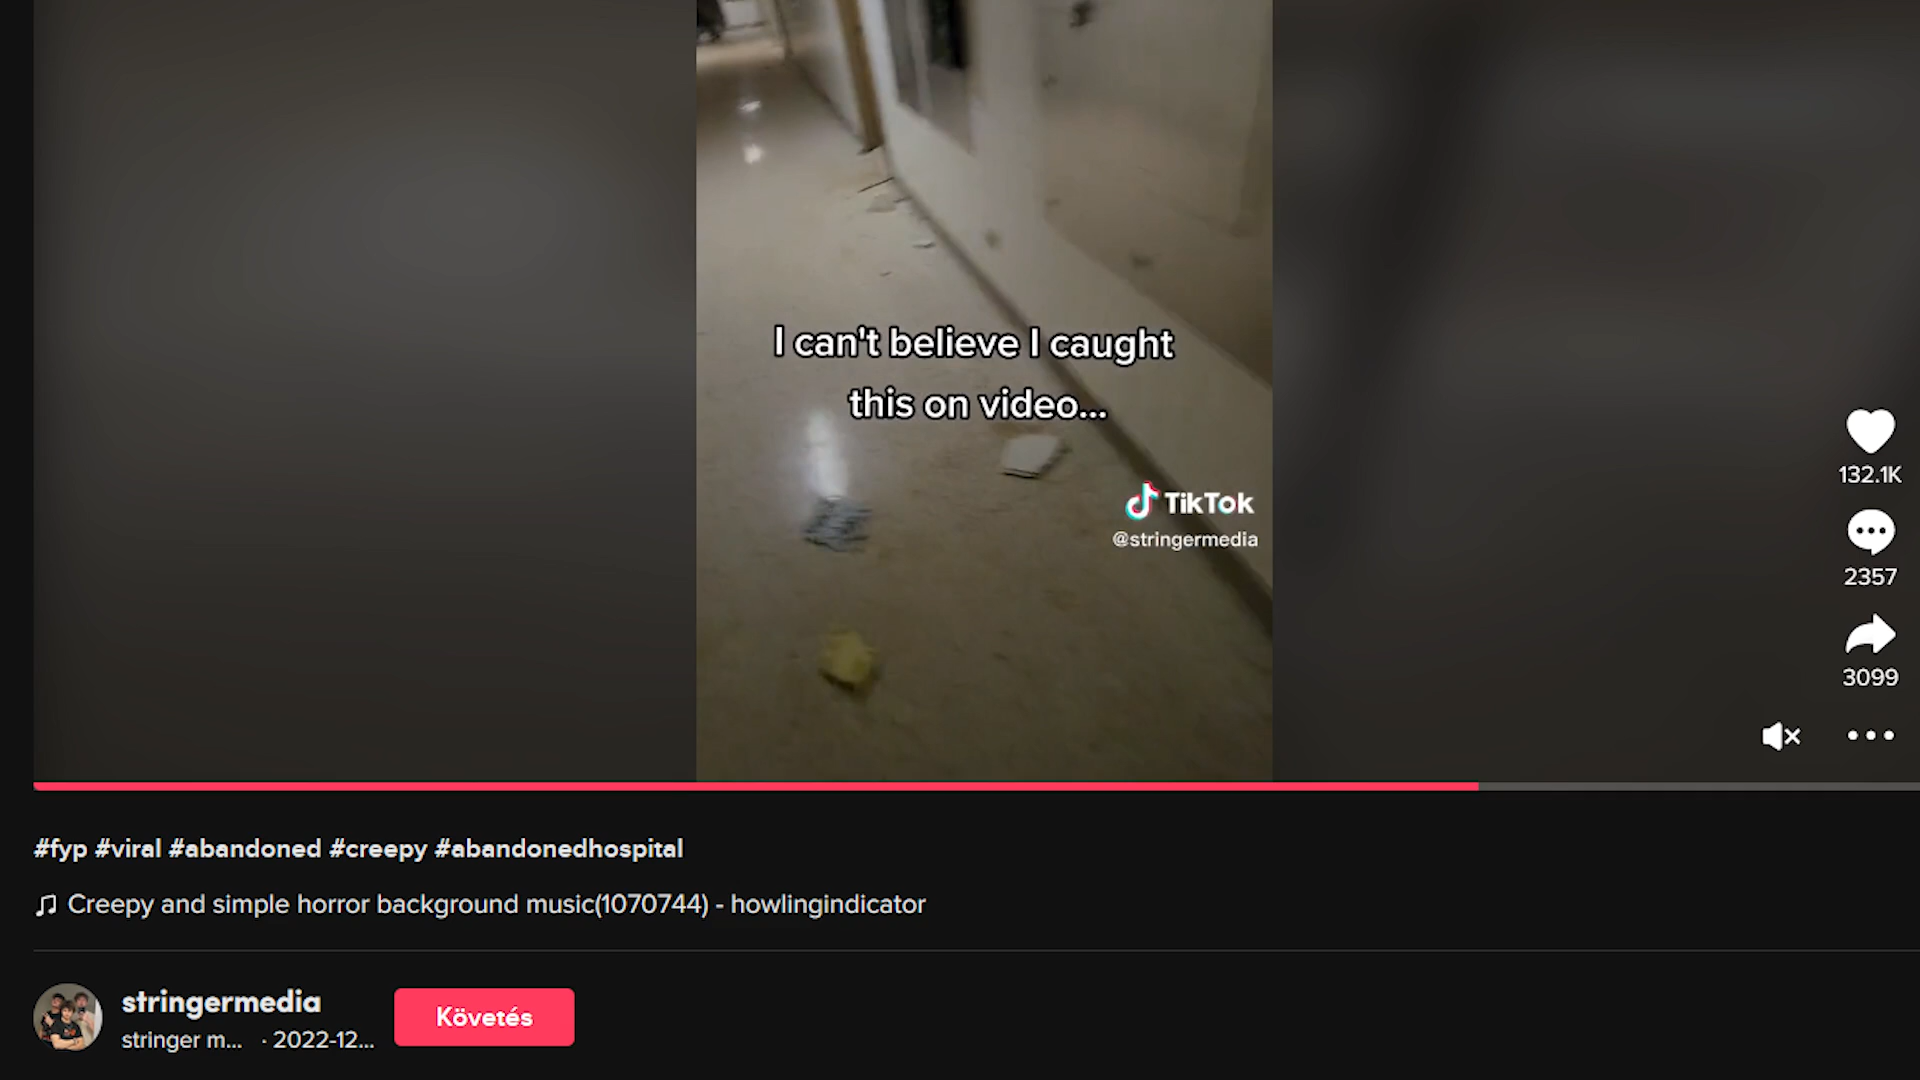 I can't believe I caught
this on video...
TikTok
@stringermedia
132.1K
2357
3099
#fyp #viral #abandoned #creepy #abandonedhospital
Creepy and simple horror background music(1070744) - howlingindicator
stringermedia
stringer m... · 2022-12...
Követés